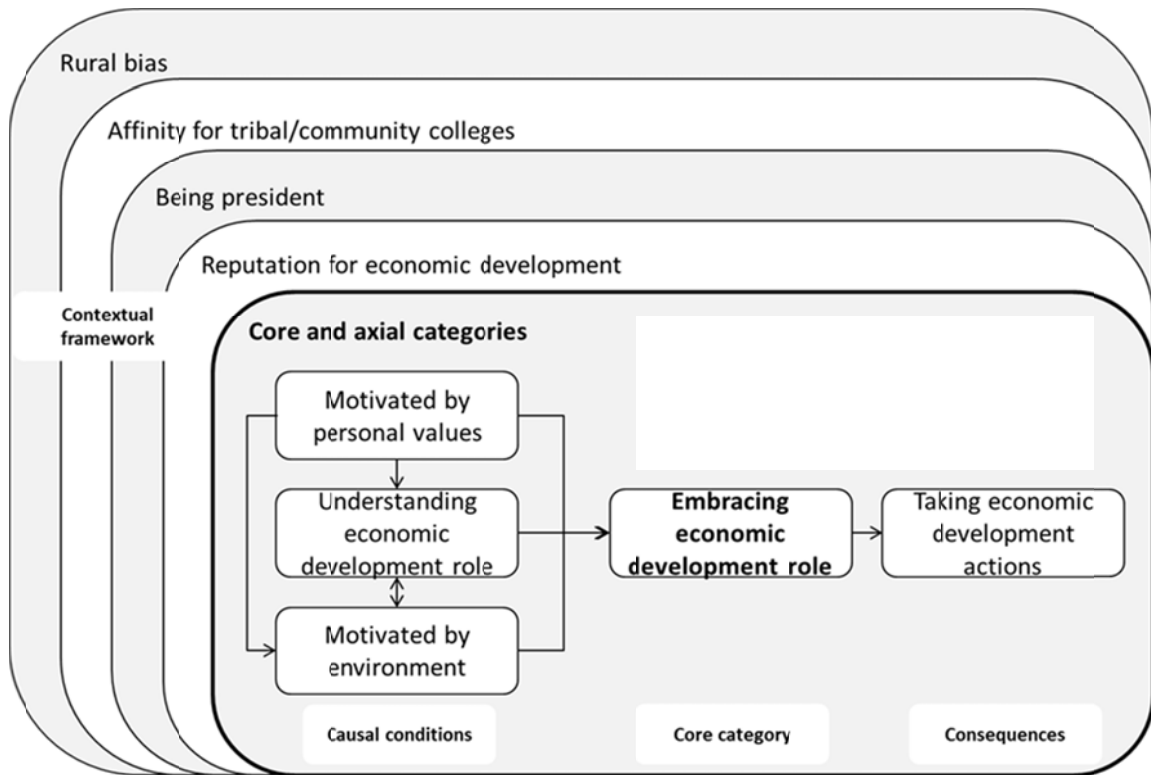 Rural bias
Affinity for tribal/community colleges
Being president
Reputation for economic development
Contextual
framework
Core and axial categories
Motivated by
personal values
Understanding
economic
development role
Motivated by
environment
Embracing
economic
development role
Taking economic
development
actions
Causal conditions
Core category
Consequences